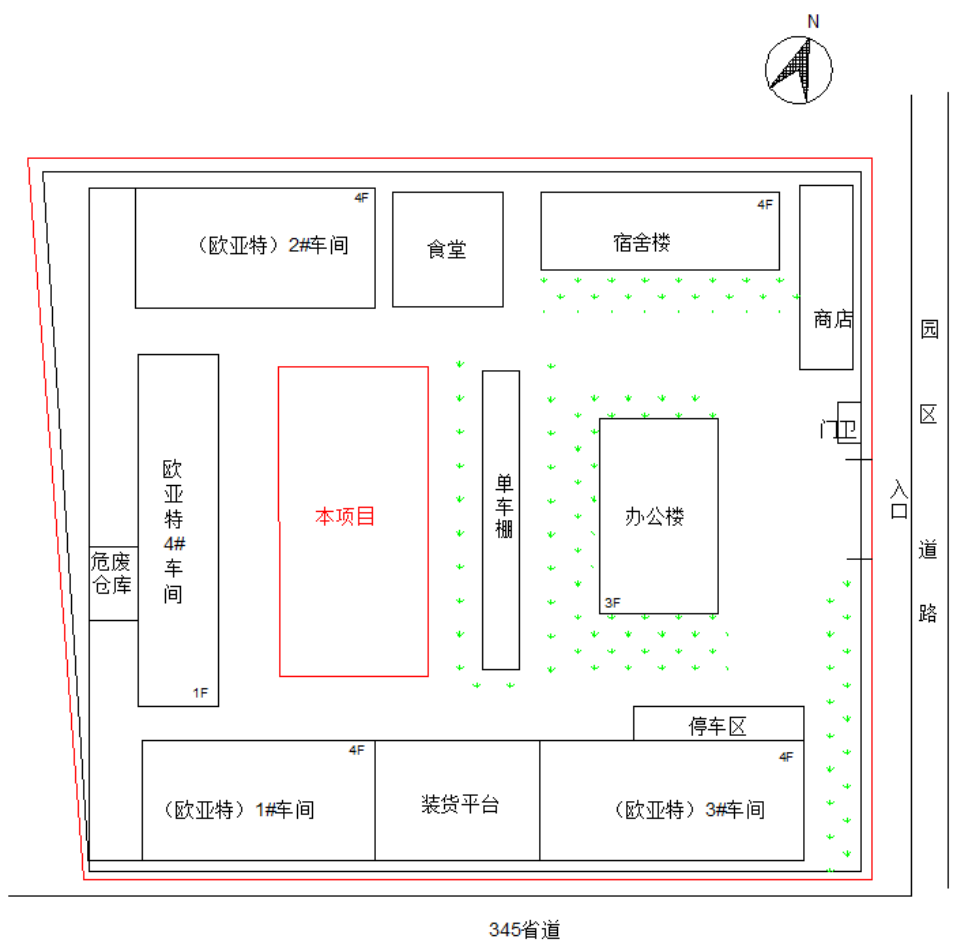 N
4F
(欧亚特) 2#车间
食堂
4F
宿舍楼
商店
园区道路
门卫
入口
欧亚特4#车间
1F
危废
仓库
本项目
单车棚
办公楼
3F
停车区
4F
(欧亚特) 1#车间
装货平台
4F
(欧亚特) 3#车间
345省道